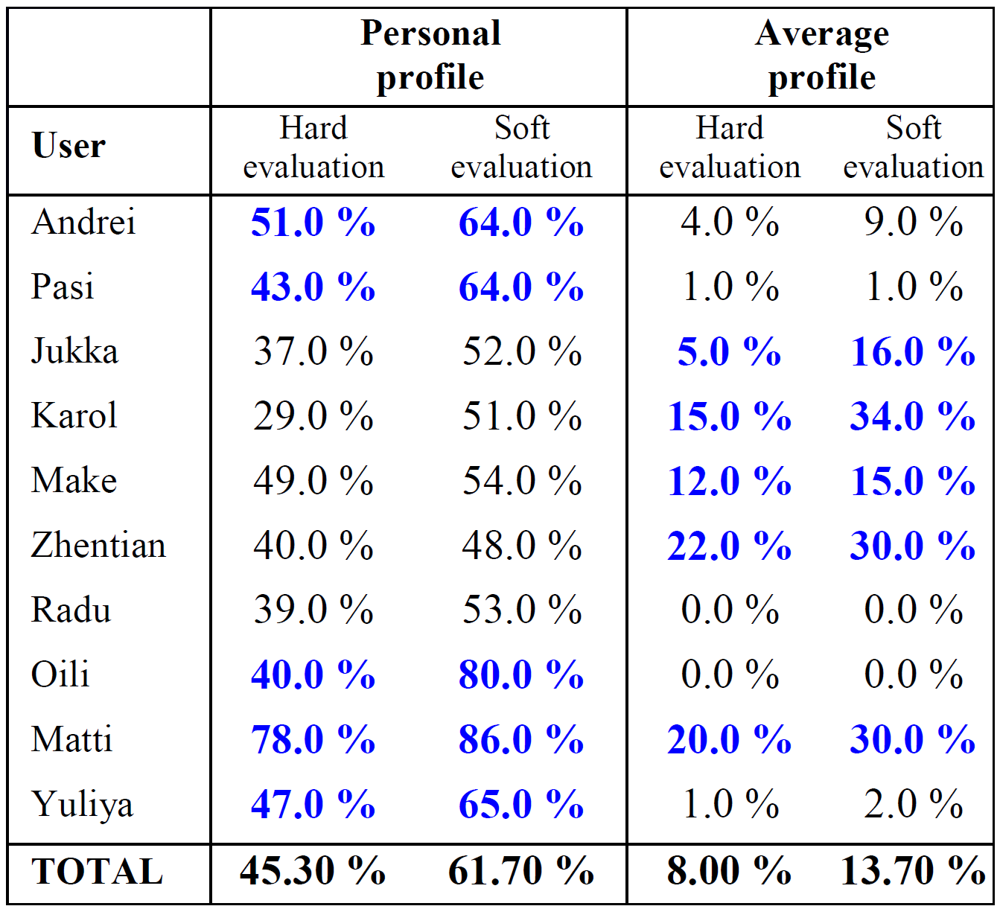 Personal profile Average profile
User Hard evaluation Soft evaluation Hard evaluation Soft evaluation
Andrei 51.0 % 64.0 % 4.0 % 9.0 %
Pasi 43.0 % 64.0 % 1.0 % 1.0 %
Jukka 37.0 % 52.0 % 5.0 % 16.0 %
Karol 29.0 % 51.0 % 15.0 % 34.0 %
Make 49.0 % 54.0 % 12.0 % 15.0 %
Zhentian 40.0 % 48.0 % 22.0 % 30.0 %
Radu 39.0 % 53.0 % 0.0 % 0.0 %
Oili 40.0 % 80.0 % 0.0 % 0.0 %
Matti 78.0 % 86.0 % 20.0 % 30.0 %
Yuliya 47.0 % 65.0 % 1.0 % 2.0 %
TOTAL 45.30 % 61.70 % 8.00 % 13.70 %